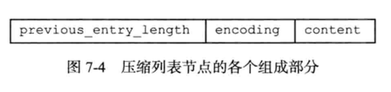 previous_entry_length encoding content
图 7-4 压缩列表节点的各个组成部分